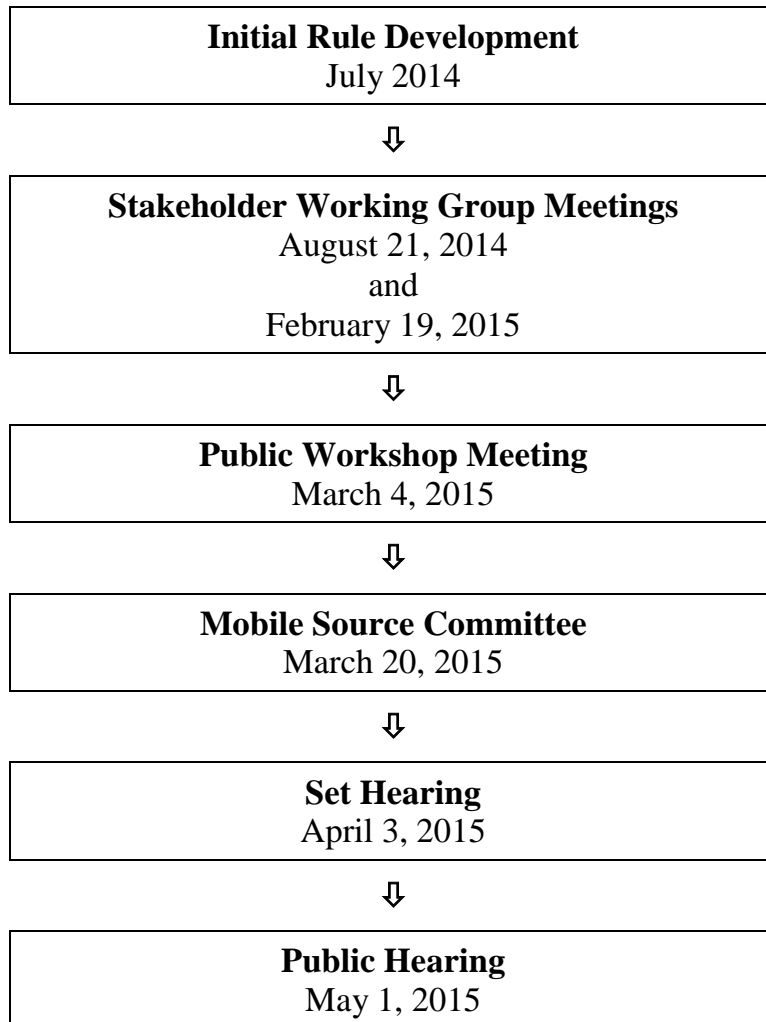 Initial Rule Development
July 2014
Stakeholder Working Group Meetings
August 21, 2014
and
February 19, 2015
Public Workshop Meeting
March 4, 2015
Mobile Source Committee
March 20, 2015
Set Hearing
April 3, 2015
Public Hearing
May 1, 2015